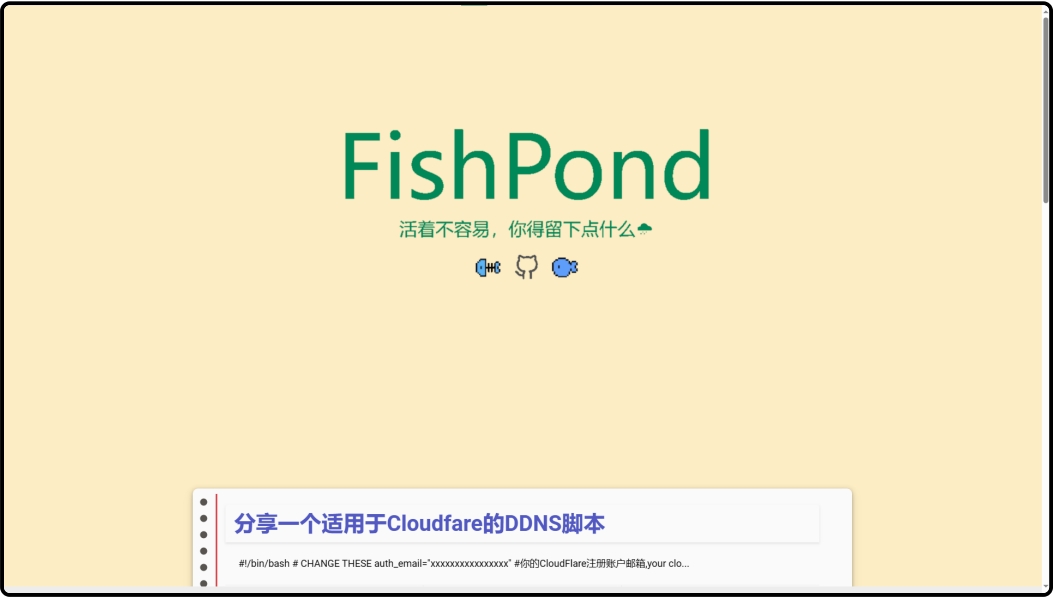 FishPond
活着不容易，你得留下点什么🌧
分享一个适用于Cloudfare的DDNS脚本
#!/bin/bash # CHANGE THESE auth_email="xxxxxxxxxxxxxxxx" #你的CloudFlare注册账户邮箱,your clo...